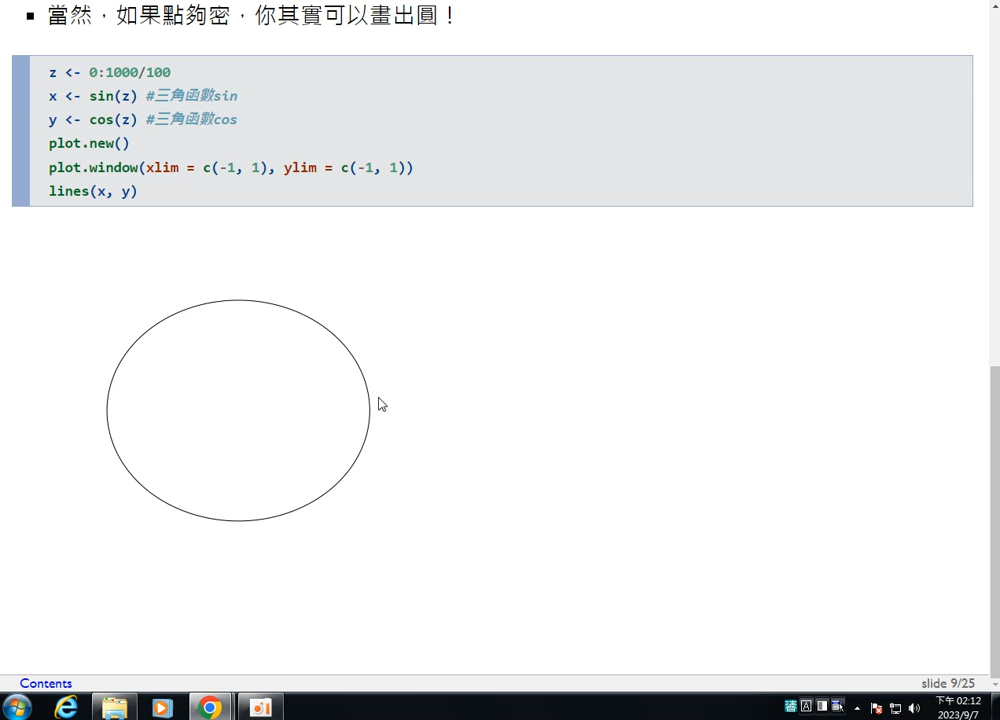 ▪ 當然，如果點夠密，你其實可以畫出圓！
z <- 0:1000/100
x <- sin(z) #三角函數sin
y <- cos(z) #三角函數cos
plot.new()
plot.window(xlim = c(-1, 1), ylim = c(-1, 1))
lines(x, y)
Contents
slide 9/25
下午 02:12
2023/9/7